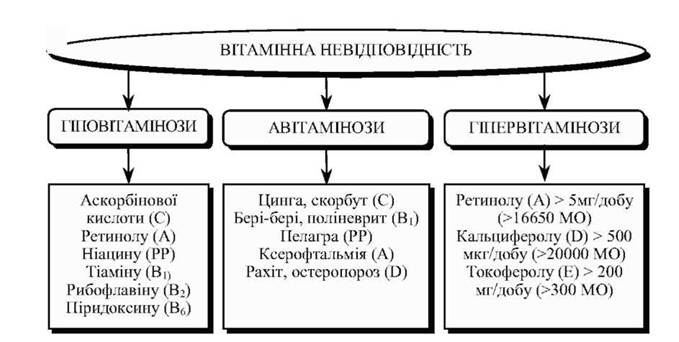 ВІТАМІННА НЕВІДПОВІДНІСТЬ
ГІПОВІТАМІНОЗИ
АВІТАМІНОЗИ
ГІПЕРВІТАМІНОЗИ
Аскорбінової
кислоти (С)
Ретинолу (А)
Ніацину (РР)
Тіаміну (В₁)
Рибофлавіну (В₂)
Піридоксину (В₆)
Цинга, скорбут (С)
Бері-бері, поліневрит (В₁)
Пелагра (РР)
Ксерофтальмія (А)
Рахіт, остеропороз (D)
Ретинолу (А) > 5мг/добу
(>16650 МО)
Кальциферолу (D) > 500
мкг/добу (>20000 МО)
Токоферолу (Е) > 200
мг/добу (>300 МО)